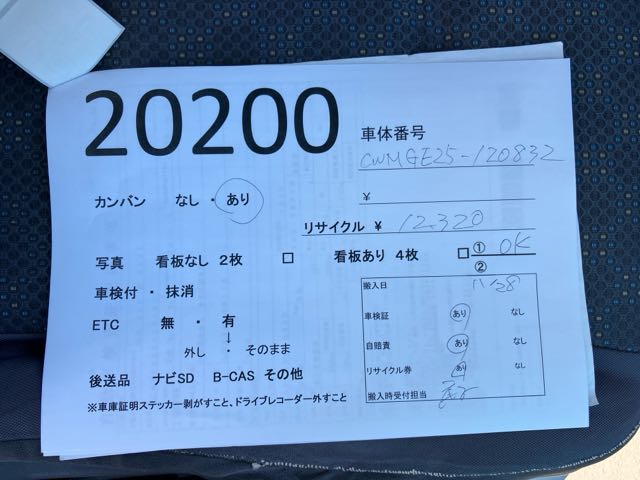 20200
車体番号
CWMGE25-120832
カンバン なし ・ あり
¥
リサイクル ¥ 12,320
写真 看板なし 2枚 □ 看板あり 4枚 □ ① OK
②
車検付 ・ 抹消
ETC 無 ・ 有
↓
外し ・ そのまま
後送品 ナビSD B-CAS その他
※車庫証明ステッカー剥がすこと、ドライブレコーダー外すこと
搬入日 11/28
車検証 あり なし
自賠責 あり なし
リサイクル券 あり なし
搬入時受付担当